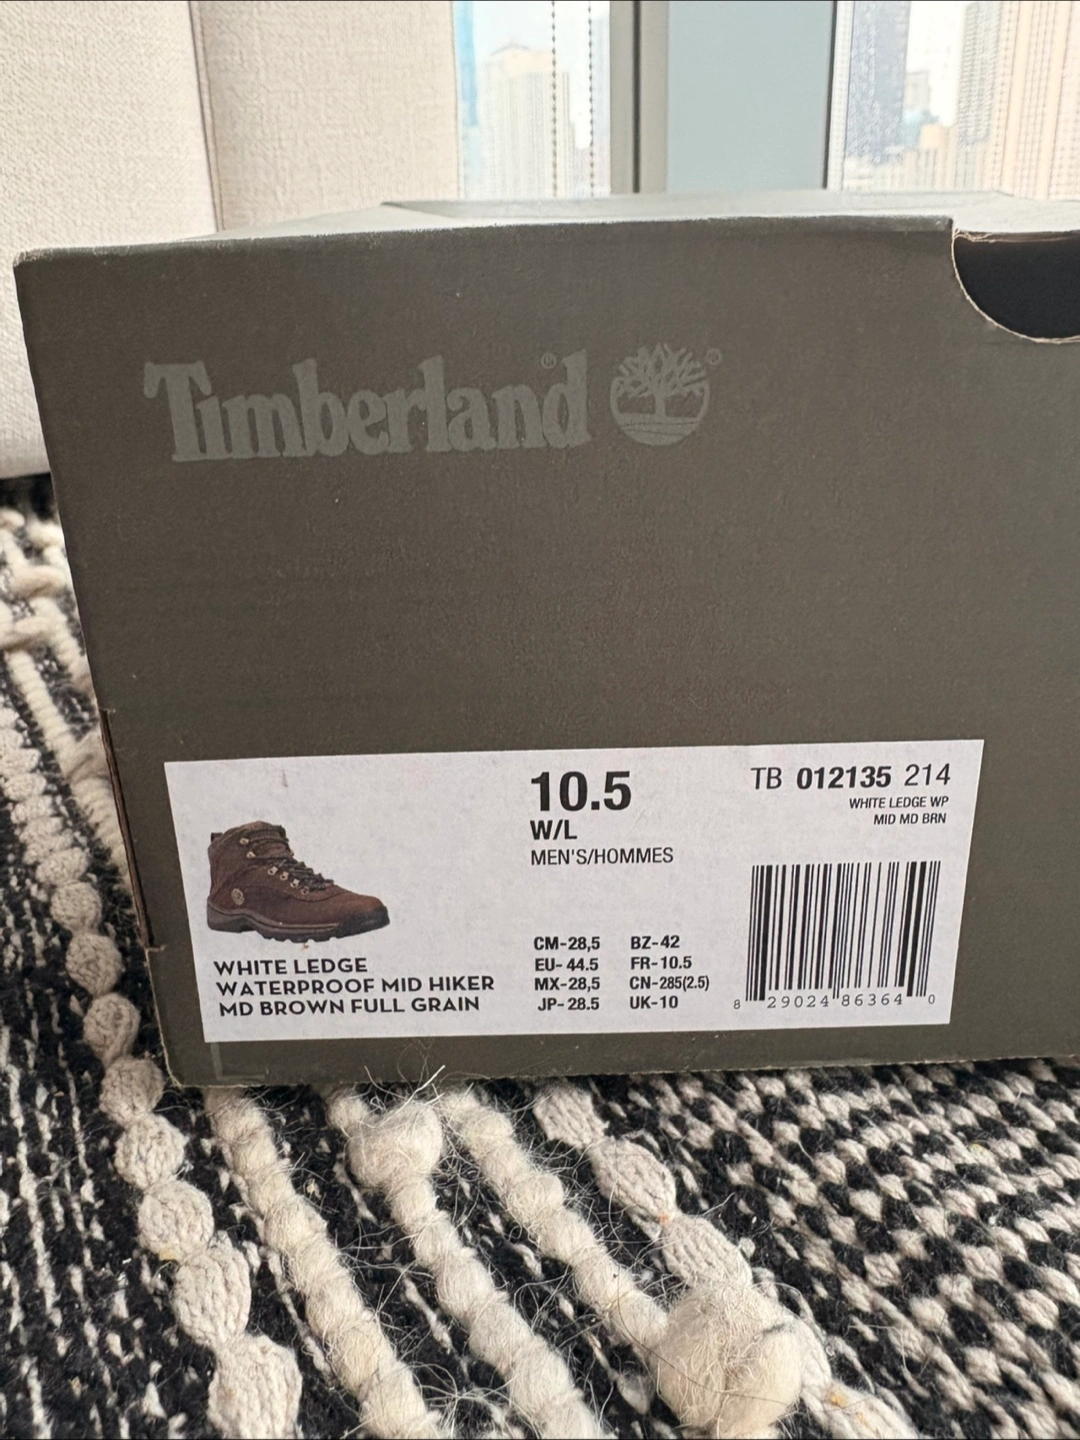 Timberland
10.5
W/L
MEN'S/HOMMES
TB 012135 214
WHITE LEDGE WP
MID MD BRN
WHITE LEDGE
WATERPROOF MID HIKER
MD BROWN FULL GRAIN
CM-28,5 BZ-42
EU- 44.5 FR-10.5
MX-28,5 CN-285(2.5)
JP- 28.5 UK-10
8 29024 86364 0